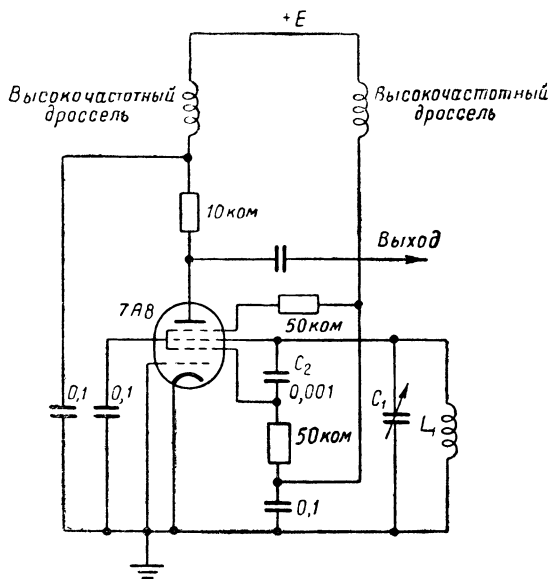 +E
Высокочастотный
дроссель
Высокочастотный
дроссель
10 ком
Выход
7А8
50 ком
C2
0,001
C1
L1
0,1
0,1
50 ком
0,1